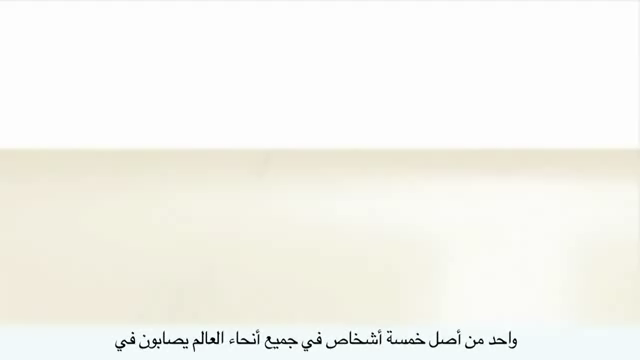 واحد من أصل خمسة أشخاص في جميع أنحاء العالم يصابون في